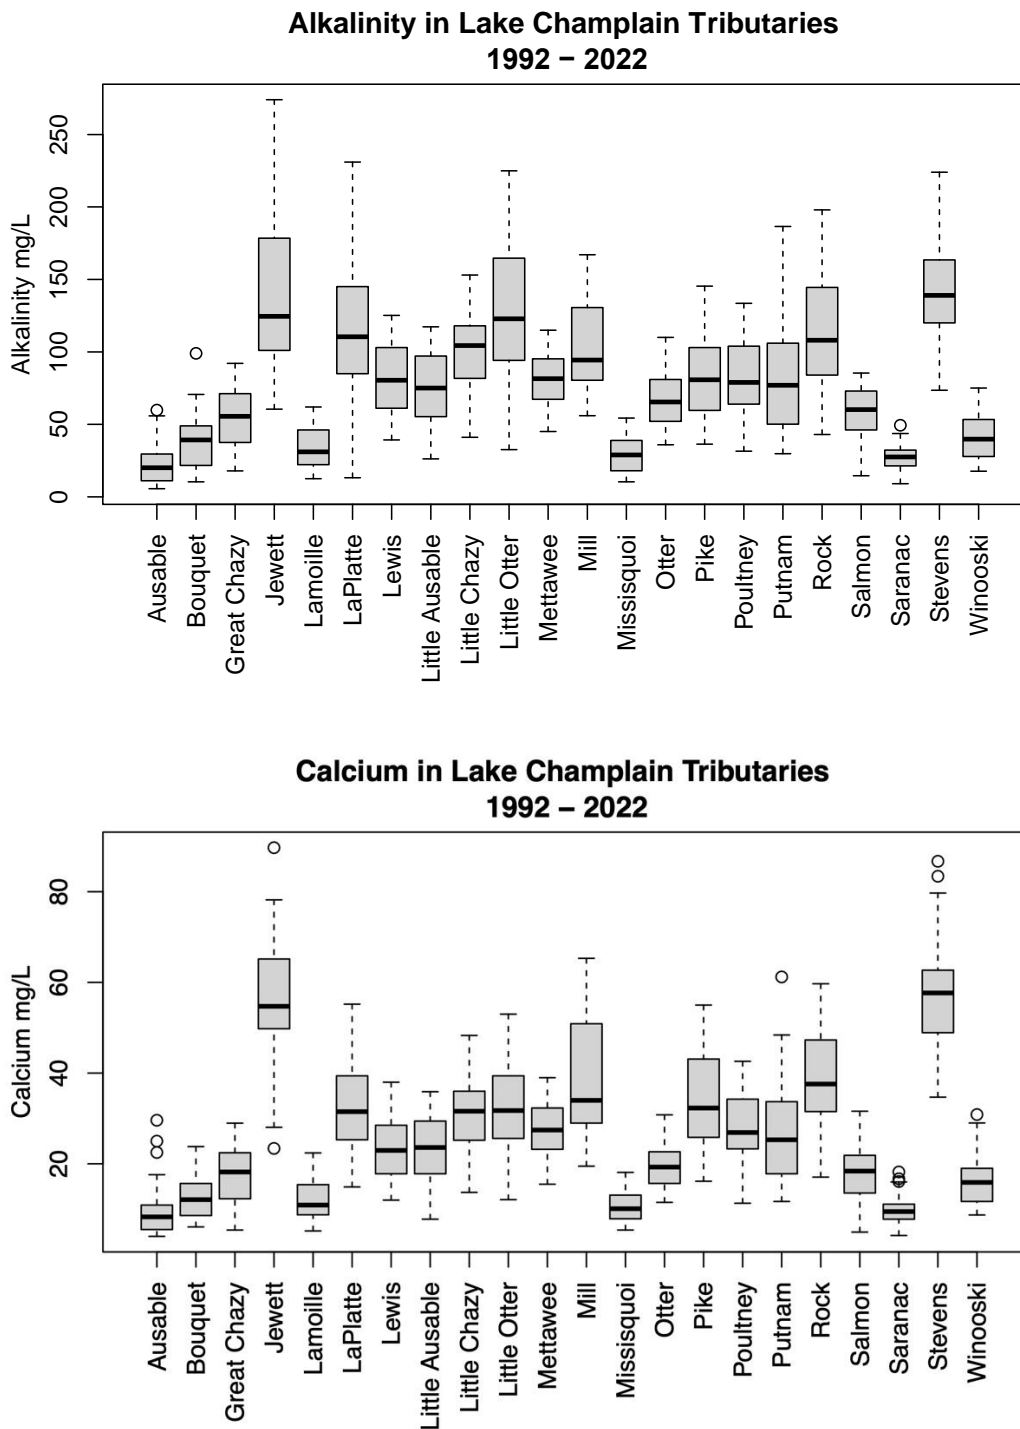 Alkalinity in Lake Champlain Tributaries
1992 − 2022
Alkalinity mg/L
250
200
150
100
50
0
Ausable
Bouquet
Great Chazy
Jewett
Lamoille
LaPlatte
Lewis
Little Ausable
Little Chazy
Little Otter
Mettawee
Mill
Missisquoi
Otter
Pike
Poultney
Putnam
Rock
Salmon
Saranac
Stevens
Winooski
Calcium in Lake Champlain Tributaries
1992 − 2022
Calcium mg/L
80
60
40
20
Ausable
Bouquet
Great Chazy
Jewett
Lamoille
LaPlatte
Lewis
Little Ausable
Little Chazy
Little Otter
Mettawee
Mill
Missisquoi
Otter
Pike
Poultney
Putnam
Rock
Salmon
Saranac
Stevens
Winooski